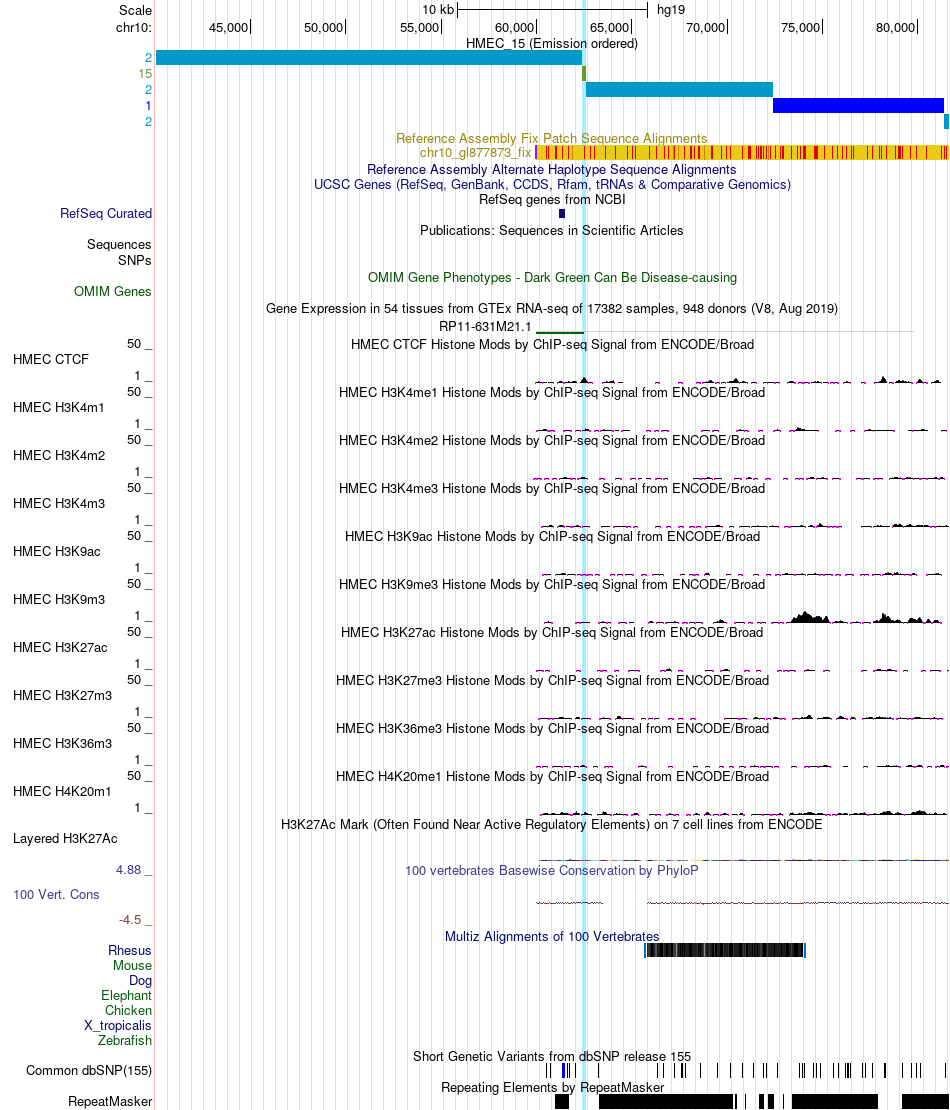 Scale 10 kb hg19
chr10: 45,000 50,000 55,000 60,000 65,000 70,000 75,000 80,000
HMEC_15 (Emission ordered)
2
15
2
1
2
Reference Assembly Fix Patch Sequence Alignments
chr10_gl877873_fix
Reference Assembly Alternate Haplotype Sequence Alignments
UCSC Genes (RefSeq, GenBank, CCDS, Rfam, tRNAs & Comparative Genomics)
RefSeq genes from NCBI
RefSeq Curated
Publications: Sequences in Scientific Articles
Sequences
SNPs
OMIM Gene Phenotypes - Dark Green Can Be Disease-causing
OMIM Genes
Gene Expression in 54 tissues from GTEx RNA-seq of 17382 samples, 948 donors (V8, Aug 2019)
RP11-631M21.1
50 _ HMEC CTCF Histone Mods by ChIP-seq Signal from ENCODE/Broad
HMEC CTCF
1 _
50 _ HMEC H3K4me1 Histone Mods by ChIP-seq Signal from ENCODE/Broad
HMEC H3K4m1
1 _
50 _ HMEC H3K4me2 Histone Mods by ChIP-seq Signal from ENCODE/Broad
HMEC H3K4m2
1 _
50 _ HMEC H3K4me3 Histone Mods by ChIP-seq Signal from ENCODE/Broad
HMEC H3K4m3
1 _
50 _ HMEC H3K9ac Histone Mods by ChIP-seq Signal from ENCODE/Broad
HMEC H3K9ac
1 _
50 _ HMEC H3K9me3 Histone Mods by ChIP-seq Signal from ENCODE/Broad
HMEC H3K9m3
1 _
50 _ HMEC H3K27ac Histone Mods by ChIP-seq Signal from ENCODE/Broad
HMEC H3K27ac
1 _
50 _ HMEC H3K27me3 Histone Mods by ChIP-seq Signal from ENCODE/Broad
HMEC H3K27m3
1 _
50 _ HMEC H3K36me3 Histone Mods by ChIP-seq Signal from ENCODE/Broad
HMEC H3K36m3
1 _
50 _ HMEC H4K20me1 Histone Mods by ChIP-seq Signal from ENCODE/Broad
HMEC H4K20m1
1 _
H3K27Ac Mark (Often Found Near Active Regulatory Elements) on 7 cell lines from ENCODE
Layered H3K27Ac
4.88 _ 100 vertebrates Basewise Conservation by PhyloP
100 Vert. Cons
-4.5 _
Multiz Alignments of 100 Vertebrates
Rhesus
Mouse
Dog
Elephant
Chicken
X_tropicalis
Zebrafish
Short Genetic Variants from dbSNP release 155
Common dbSNP(155)
Repeating Elements by RepeatMasker
RepeatMasker